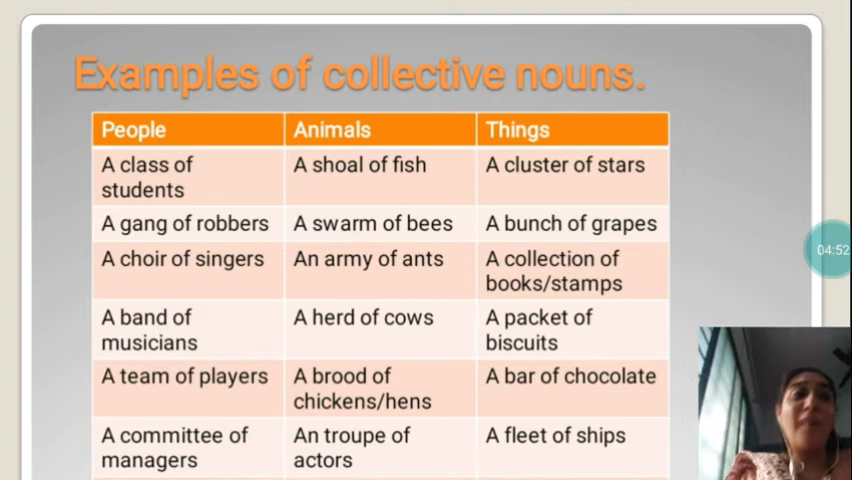 Examples of collective nouns.
People Animals Things
A class of students A shoal of fish A cluster of stars
A gang of robbers A swarm of bees A bunch of grapes
A choir of singers An army of ants A collection of books/stamps
A band of musicians A herd of cows A packet of biscuits
A team of players A brood of chickens/hens A bar of chocolate
A committee of managers An troupe of actors A fleet of ships
04:52